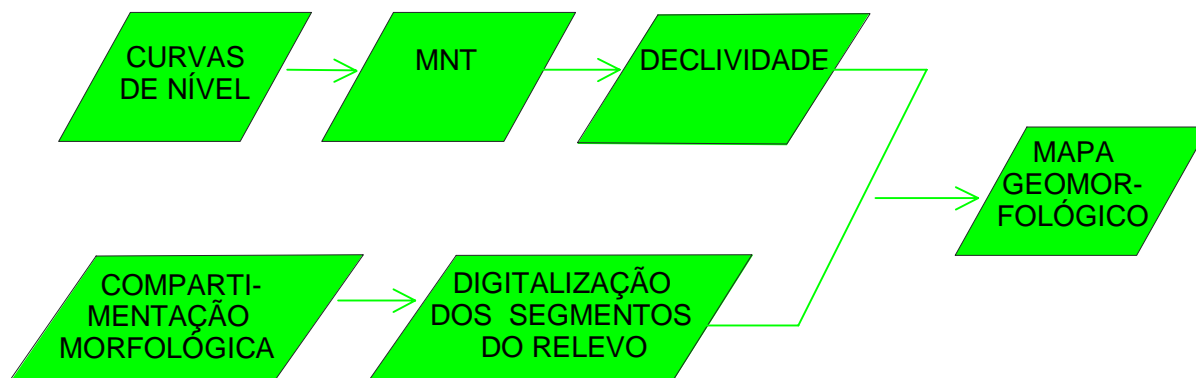 CURVAS
DE NÍVEL
MNT
DECLIVIDADE
MAPA
GEOMOR-
FOLÓGICO
COMPARTI-
MENTAÇÃO
MORFOLÓGICA
DIGITALIZAÇÃO
DOS SEGMENTOS
DO RELEVO